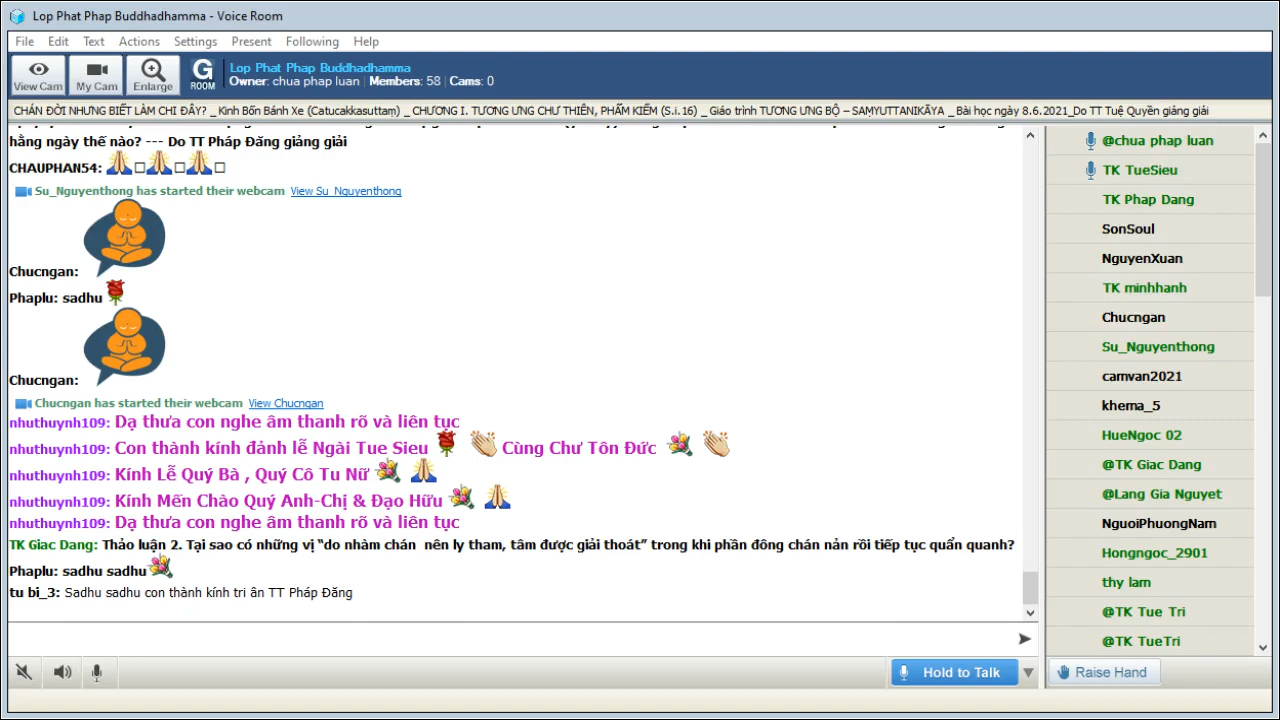 Lop Phat Phap Buddhadhamma - Voice Room
File Edit Text Actions Settings Present Following Help
View Cam My Cam Enlarge G ROOM
Lop Phat Phap Buddhadhamma
Owner: chua phap luan | Members: 58 | Cams: 0
CHÁN ĐỜI NHƯNG BIẾT LÀM CHI ĐÂY? _Kinh Bốn Bánh Xe (Catucakkasuttaṃ) _CHƯƠNG I. TƯƠNG ƯNG CHƯ THIÊN, PHẨM KIẾM (S.i.16) _Giáo trình TƯƠNG ƯNG BỘ – SAṂYUTTANIKĀYA _Bài học ngày 8.6.2021_Do TT Tuệ Quyền giảng giải
hằng ngày thế nào? --- Do TT Pháp Đăng giảng giải
CHAUPHAN54: 🙏□🙏□🙏□
Su_Nguyenthong has started their webcam View Su_Nguyenthong
Chucngan:
Phaplu: sadhu 🌹
Chucngan:
Chucngan has started their webcam View Chucngan
nhuthuynh109: Dạ thưa con nghe âm thanh rõ và liên tục
nhuthuynh109: Con thành kính đảnh lễ Ngài Tue Sieu 🌹 👏 Cùng Chư Tôn Đức 💐 👏
nhuthuynh109: Kính Lễ Quý Bà , Quý Cô Tu Nữ 💐 🙏
nhuthuynh109: Kính Mến Chào Quý Anh-Chị & Đạo Hữu 💐 🙏
nhuthuynh109: Dạ thưa con nghe âm thanh rõ và liên tục
TK Giac Dang: Thảo luận 2. Tại sao có những vị “do nhàm chán nên ly tham, tâm được giải thoát” trong khi phần đông chán nản rồi tiếp tục quẩn quanh?
Phaplu: sadhu sadhu💐
tu bi_3: Sadhu sadhu con thành kính tri ân TT Pháp Đăng
@chua phap luan
TK TueSieu
TK Phap Dang
SonSoul
NguyenXuan
TK minhhanh
Chucngan
Su_Nguyenthong
camvan2021
khema_5
HueNgoc 02
@TK Giac Dang
@Lang Gia Nguyet
NguoiPhuongNam
Hongngoc_2901
thy lam
@TK Tue Tri
@TK TueTri
Hold to Talk
Raise Hand